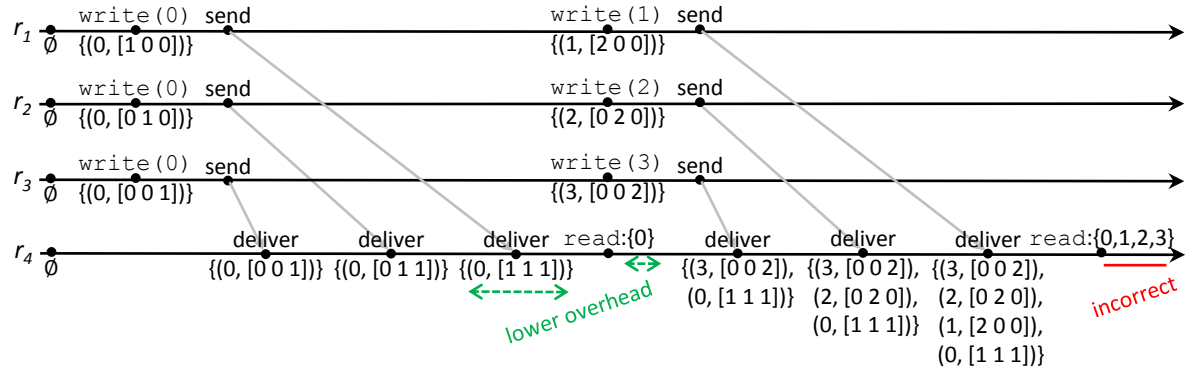 write(0) send write(1) send
r1 Ø {(0, [1 0 0])} {(1, [2 0 0])}
write(0) send write(2) send
r2 Ø {(0, [0 1 0])} {(2, [0 2 0])}
write(0) send write(3) send
r3 Ø {(0, [0 0 1])} {(3, [0 0 2])}
deliver deliver deliver read:{0} deliver deliver deliver read:{0,1,2,3}
r4 Ø {(0, [0 0 1])} {(0, [0 1 1])} {(0, [1 1 1])} {(3, [0 0 2]), {(3, [0 0 2]), {(3, [0 0 2]),
(0, [1 1 1])} (2, [0 2 0]), (2, [0 2 0]),
(0, [1 1 1])} (1, [2 0 0]),
(0, [1 1 1])}
lower overhead
incorrect